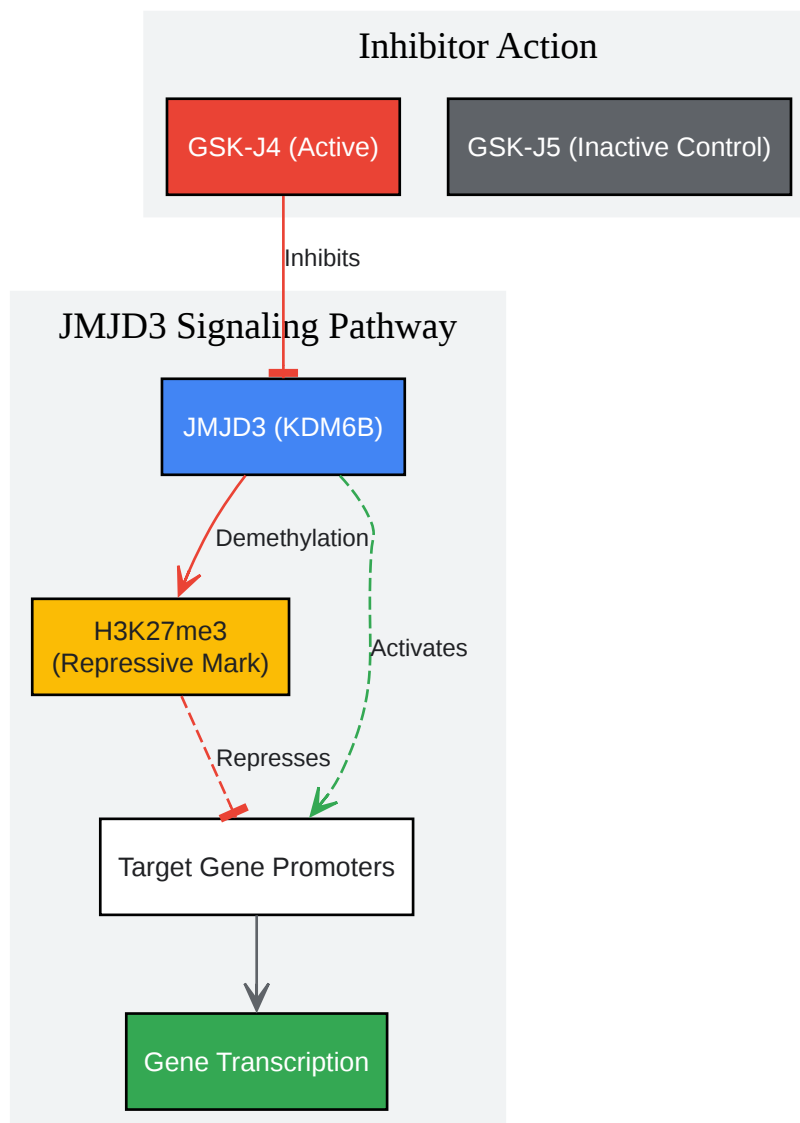 Inhibitor Action
GSK-J4 (Active)
GSK-J5 (Inactive Control)
Inhibits
JMJD3 Signaling Pathway
JMJD3 (KDM6B)
Demethylation
H3K27me3
(Repressive Mark)
Activates
Represses
Target Gene Promoters
Gene Transcription